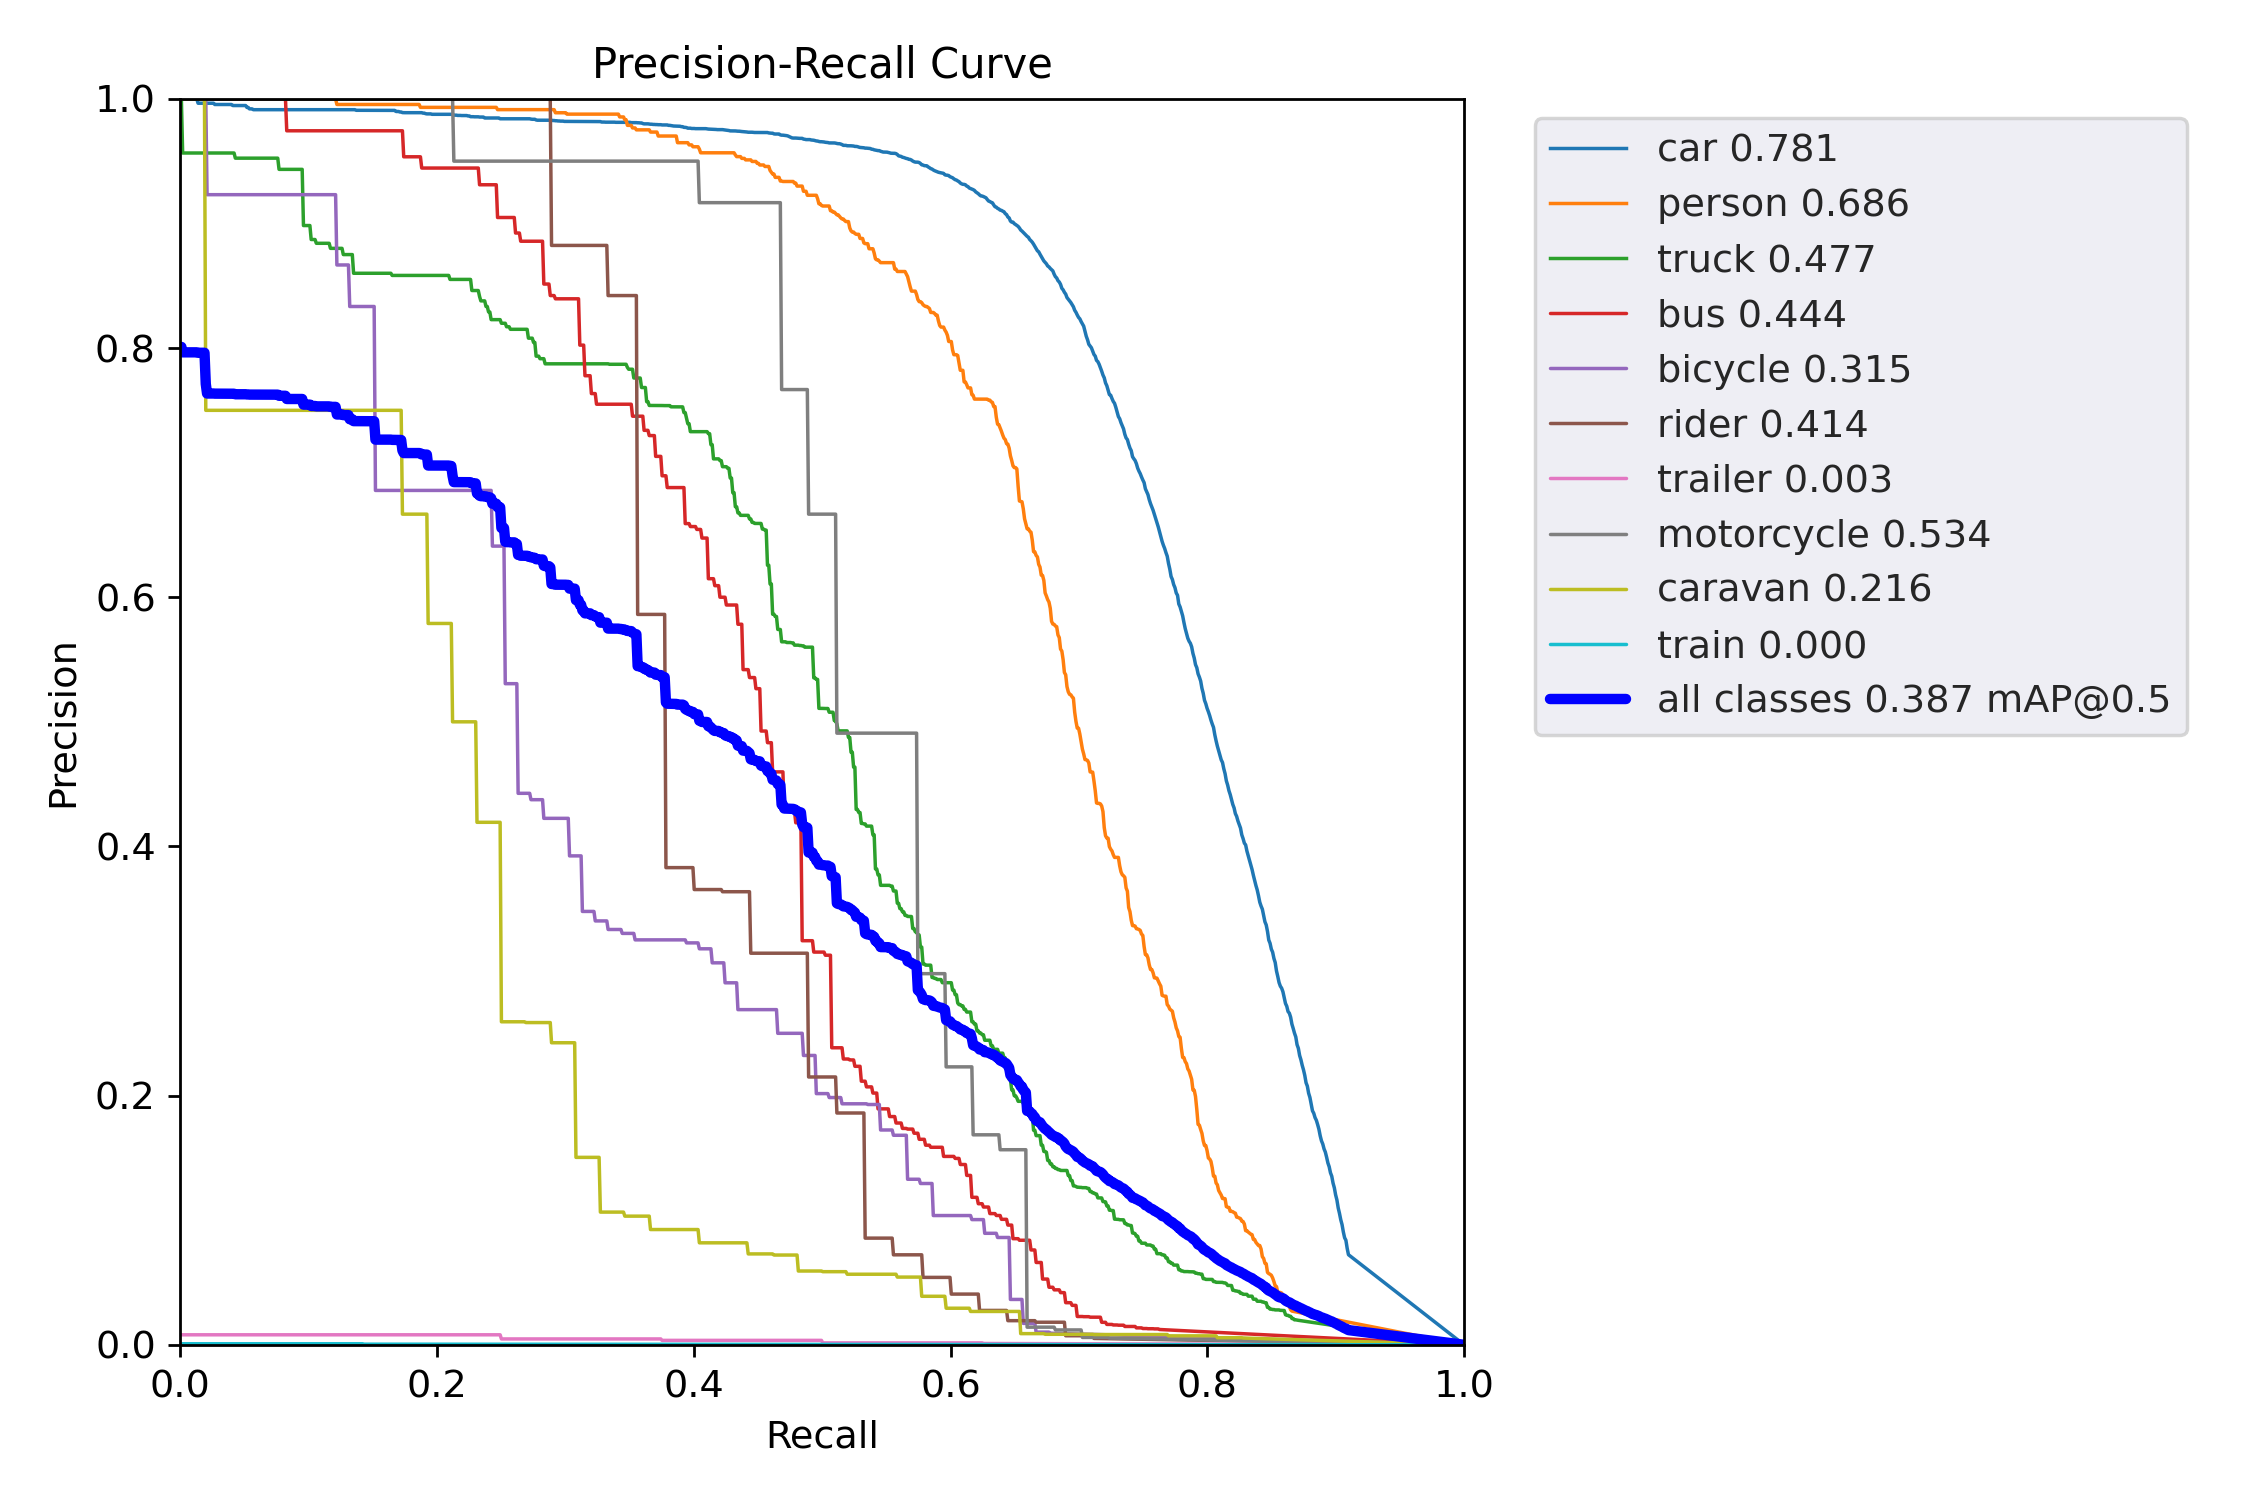 Precision-Recall Curve
1.0
0.8
0.6
0.4
0.2
0.0
Precision
0.0 0.2 0.4 0.6 0.8 1.0
Recall
car 0.781
person 0.686
truck 0.477
bus 0.444
bicycle 0.315
rider 0.414
trailer 0.003
motorcycle 0.534
caravan 0.216
train 0.000
all classes 0.387 mAP@0.5